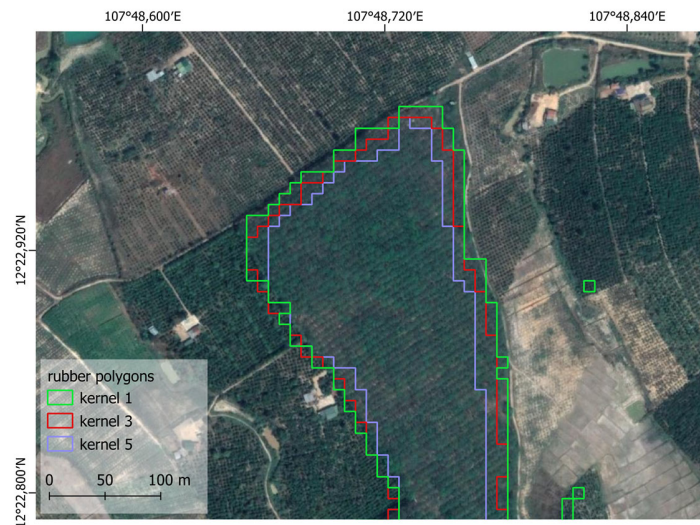 107°48,600′E 107°48,720′E 107°48,840′E
12°22,920′N
12°22,800′N
rubber polygons
kernel 1
kernel 3
kernel 5
0 50 100 m